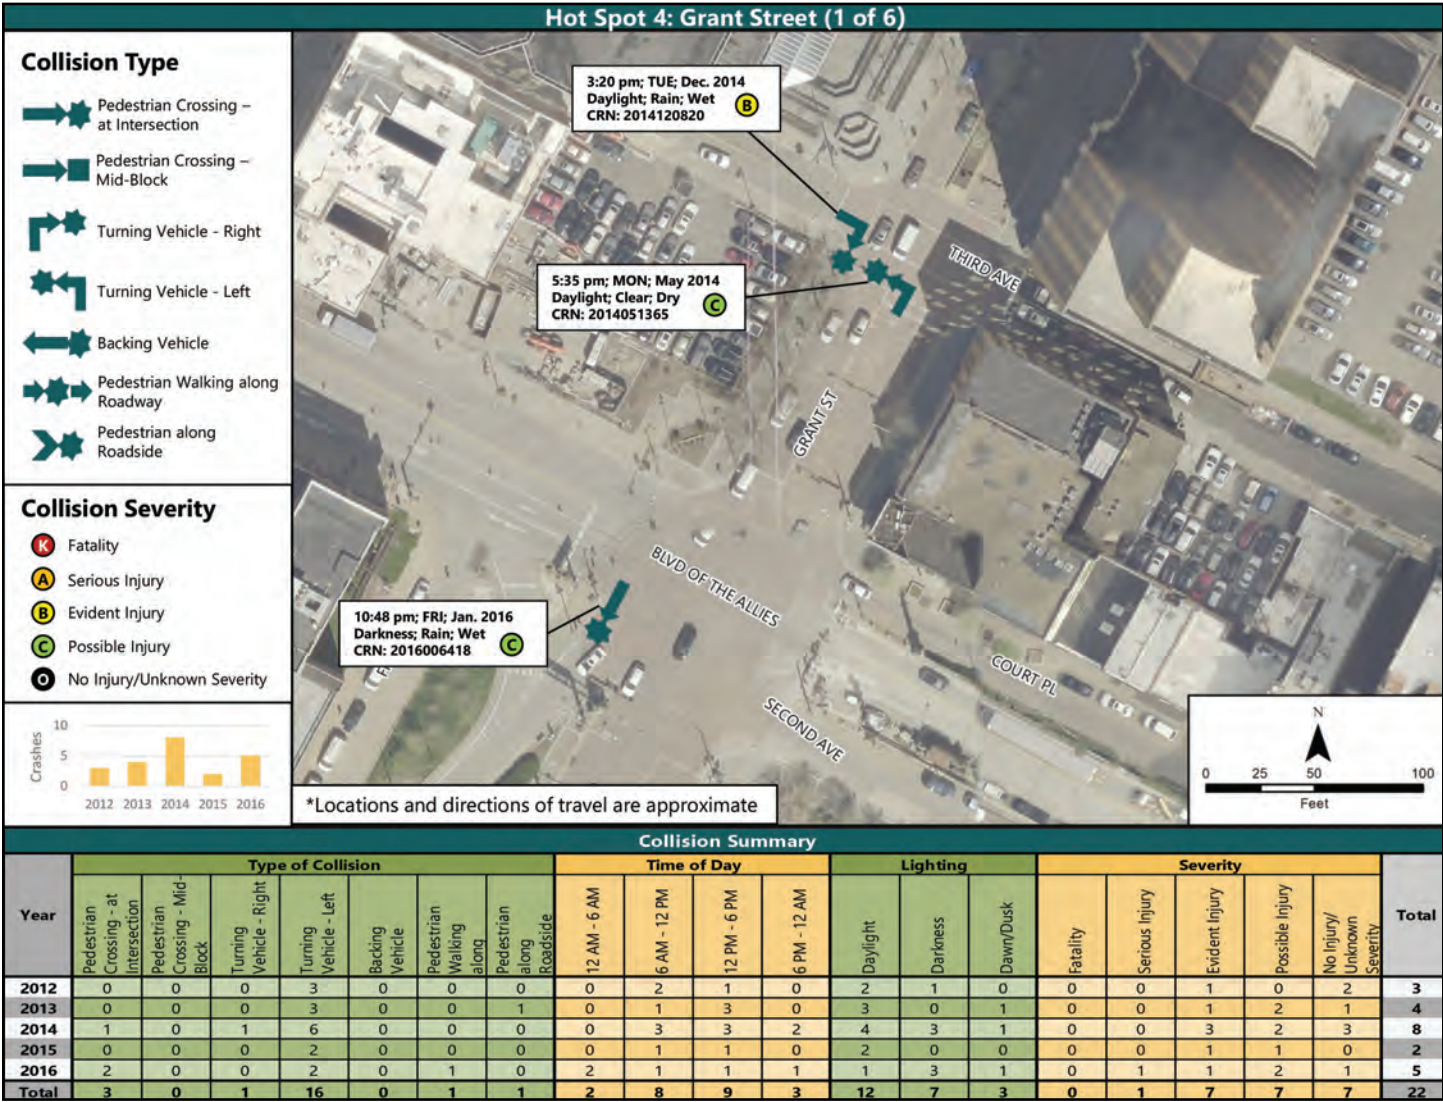 Hot Spot 4: Grant Street (1 of 6)
Collision Type
Pedestrian Crossing –
at Intersection
Pedestrian Crossing –
Mid-Block
Turning Vehicle - Right
Turning Vehicle - Left
Backing Vehicle
Pedestrian Walking along
Roadway
Pedestrian along
Roadside
Collision Severity
K Fatality
A Serious Injury
B Evident Injury
C Possible Injury
O No Injury/Unknown Severity
Crashes
10
5
0
2012 2013 2014 2015 2016
3:20 pm; TUE; Dec. 2014
Daylight; Rain; Wet
CRN: 2014120820
B
5:35 pm; MON; May 2014
Daylight; Clear; Dry
CRN: 2014051365
C
10:48 pm; FRI; Jan. 2016
Darkness; Rain; Wet
CRN: 2016006418
C
THIRD AVE
GRANT ST
BLVD OF THE ALLIES
COURT PL
SECOND AVE
*Locations and directions of travel are approximate
N
0 25 50 100
Feet
Collision Summary
Year Type of Collision Time of Day Lighting Severity Total
Pedestrian Crossing - at Intersection
Pedestrian Crossing - Mid-Block
Turning Vehicle - Right
Turning Vehicle - Left
Backing Vehicle
Pedestrian Walking along
Pedestrian along Roadside
12 AM - 6 AM
6 AM - 12 PM
12 PM - 6 PM
6 PM - 12 AM
Daylight
Darkness
Dawn/Dusk
Fatality
Serious Injury
Evident Injury
Possible Injury
No Injury/ Unknown Severity
2012 0 0 0 3 0 0 0 0 2 1 0 2 1 0 0 0 1 0 2 3
2013 0 0 0 3 0 0 1 0 1 3 0 3 0 1 0 0 1 2 1 4
2014 1 0 1 6 0 0 0 0 3 3 2 4 3 1 0 0 3 2 3 8
2015 0 0 0 2 0 0 0 0 1 1 0 2 0 0 0 0 1 1 0 2
2016 2 0 0 2 0 1 0 2 1 1 1 1 3 1 0 1 1 2 1 5
Total 3 0 1 16 0 1 1 2 8 9 3 12 7 3 0 1 7 7 7 22